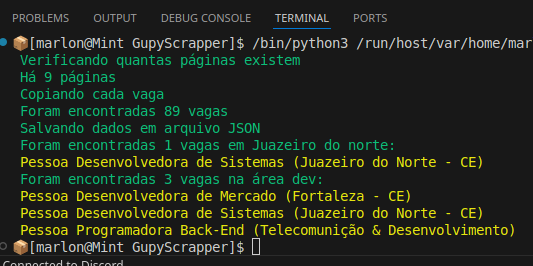 PROBLEMS OUTPUT DEBUG CONSOLE TERMINAL PORTS
[marlon@Mint GupyScrapper]$ /bin/python3 /run/host/var/home/mar
Verificando quantas páginas existem
Há 9 páginas
Copiando cada vaga
Foram encontradas 89 vagas
Salvando dados em arquivo JSON
Foram encontradas 1 vagas em Juazeiro do norte:
Pessoa Desenvolvedora de Sistemas (Juazeiro do Norte - CE)
Foram encontradas 3 vagas na área dev:
Pessoa Desenvolvedora de Mercado (Fortaleza - CE)
Pessoa Desenvolvedora de Sistemas (Juazeiro do Norte - CE)
Pessoa Programadora Back-End (Telecomunição & Desenvolvimento)
[marlon@Mint GupyScrapper]$
Connected to Discord